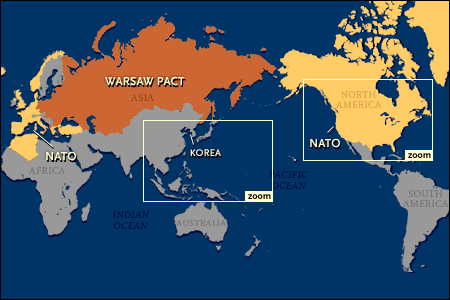 WARSAW PACT
ASIA
NORTH
AMERICA
NATO
KOREA
NATO
zoom
AFRICA
PACIFIC
OCEAN
zoom
SOUTH
AMERICA
INDIAN
OCEAN
AUSTRALIA